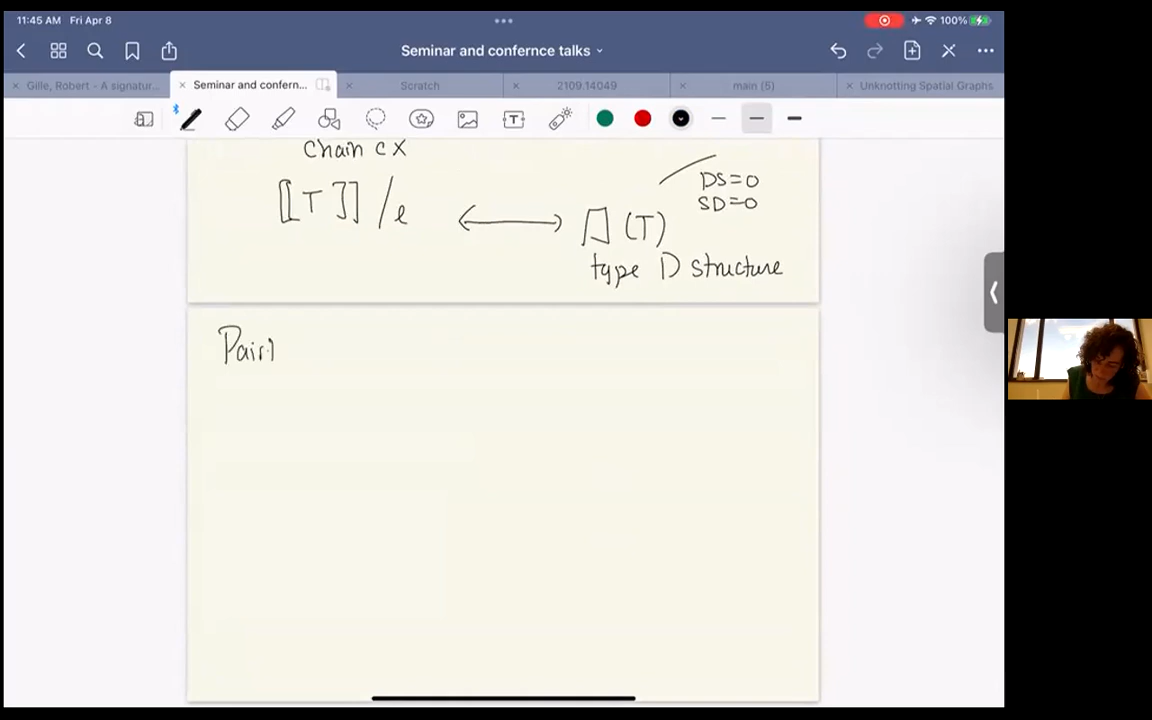 11:45 AM Fri Apr 8
100%
Seminar and confernce talks
Gille, Robert - A signatur...
Seminar and confern...
Scratch
2109.14049
main (5)
Unknotting Spatial Graphs
Chain cx
[[T]]/l
DS=0
SD=0
(T)
type D structure
Pair